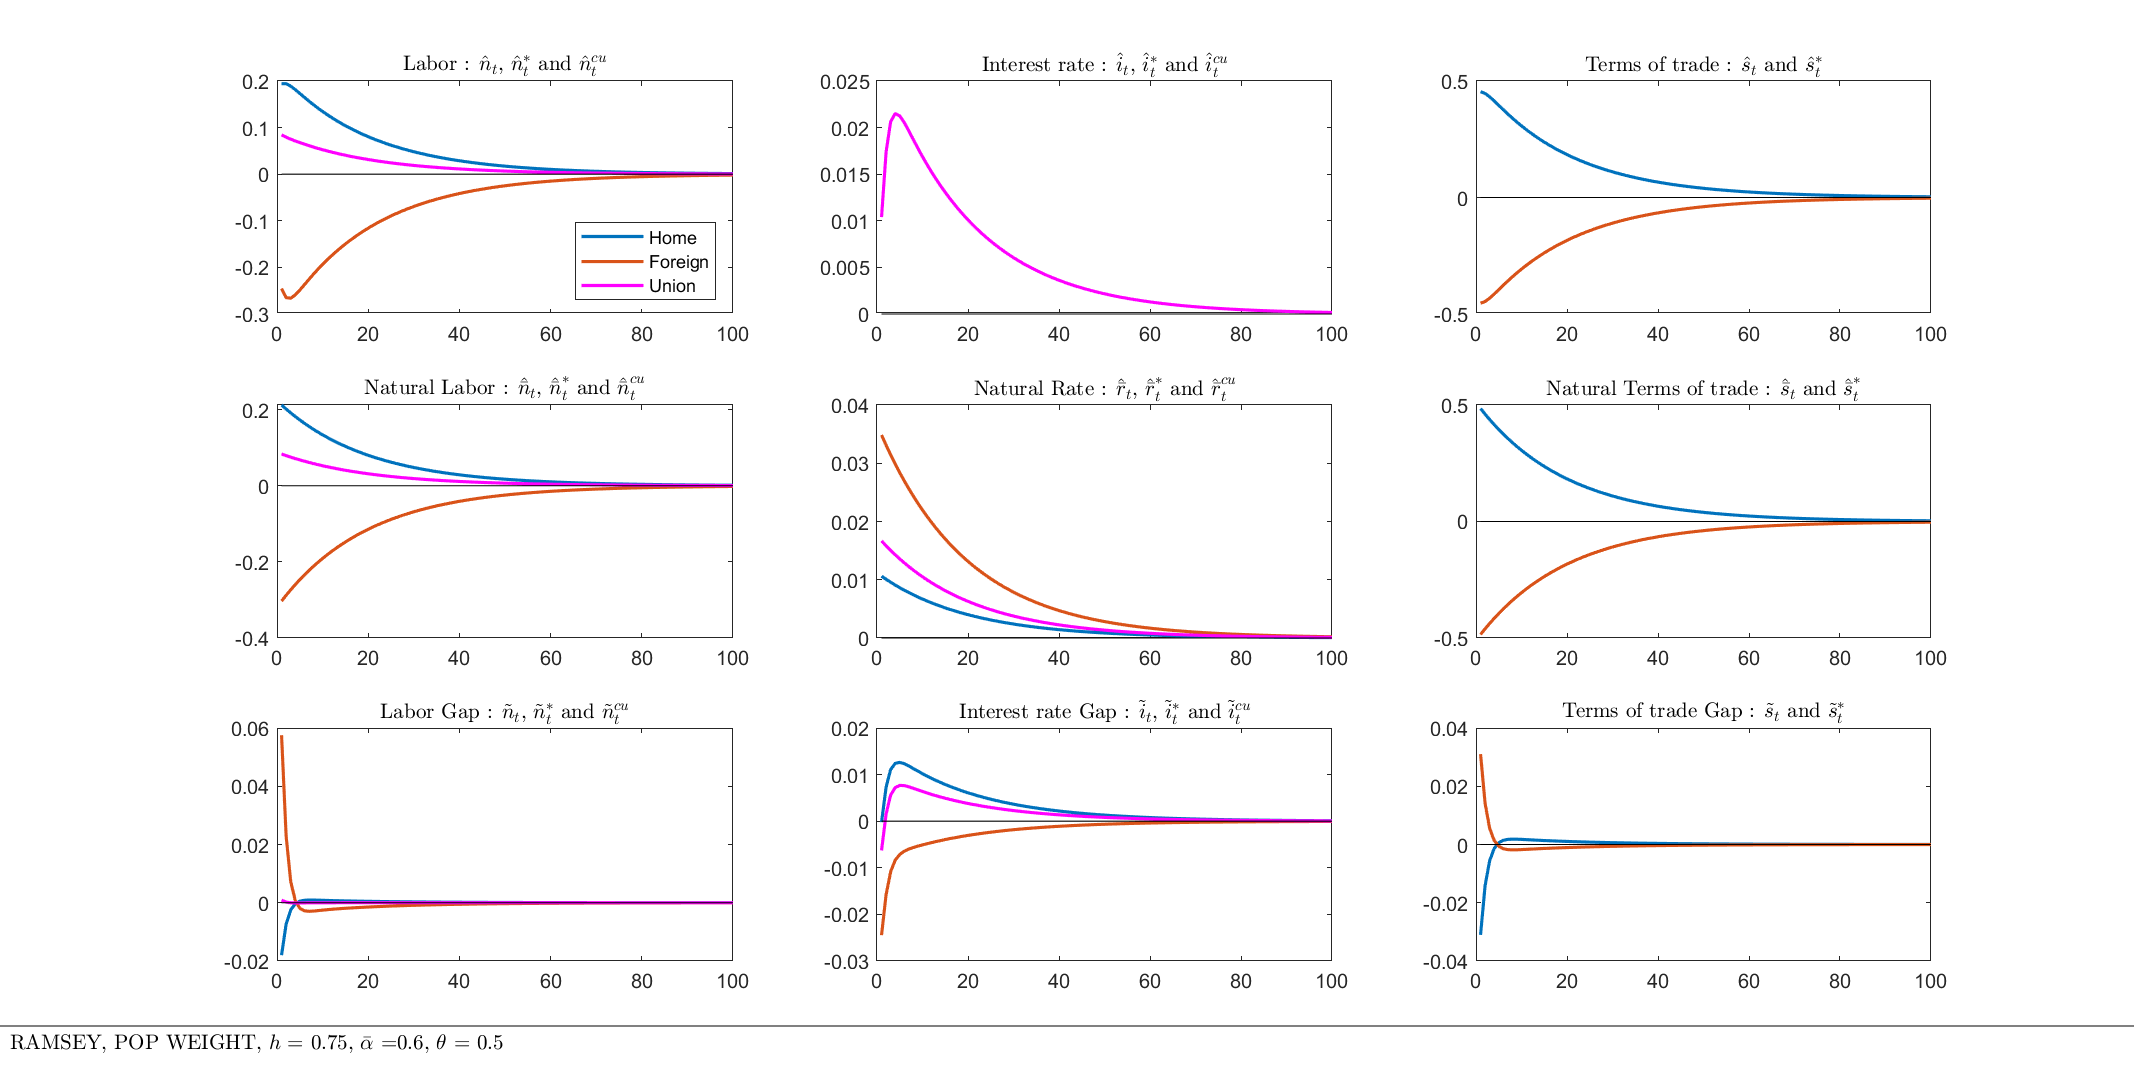 Labor : n̂ₜ, n̂ₜ* and n̂ₜᶜᵘ
0.2
0.1
0
-0.1
-0.2
-0.3
0 20 40 60 80 100
Home
Foreign
Union
Interest rate : îₜ, îₜ* and îₜᶜᵘ
0.025
0.02
0.015
0.01
0.005
0
0 20 40 60 80 100
Terms of trade : ŝₜ and ŝₜ*
0.5
0
-0.5
0 20 40 60 80 100
Natural Labor : n̂̄ₜ, n̂̄ₜ* and n̂̄ₜᶜᵘ
0.2
0
-0.2
-0.4
0 20 40 60 80 100
Natural Rate : r̂̄ₜ, r̂̄ₜ* and r̂̄ₜᶜᵘ
0.04
0.03
0.02
0.01
0
0 20 40 60 80 100
Natural Terms of trade : ŝ̄ₜ and ŝ̄ₜ*
0.5
0
-0.5
0 20 40 60 80 100
Labor Gap : ñₜ, ñₜ* and ñₜᶜᵘ
0.06
0.04
0.02
0
-0.02
0 20 40 60 80 100
Interest rate Gap : ĩₜ, ĩₜ* and ĩₜᶜᵘ
0.02
0.01
0
-0.01
-0.02
-0.03
0 20 40 60 80 100
Terms of trade Gap : s̃ₜ and s̃ₜ*
0.04
0.02
0
-0.02
-0.04
0 20 40 60 80 100
RAMSEY, POP WEIGHT, h = 0.75, ᾱ =0.6, θ = 0.5